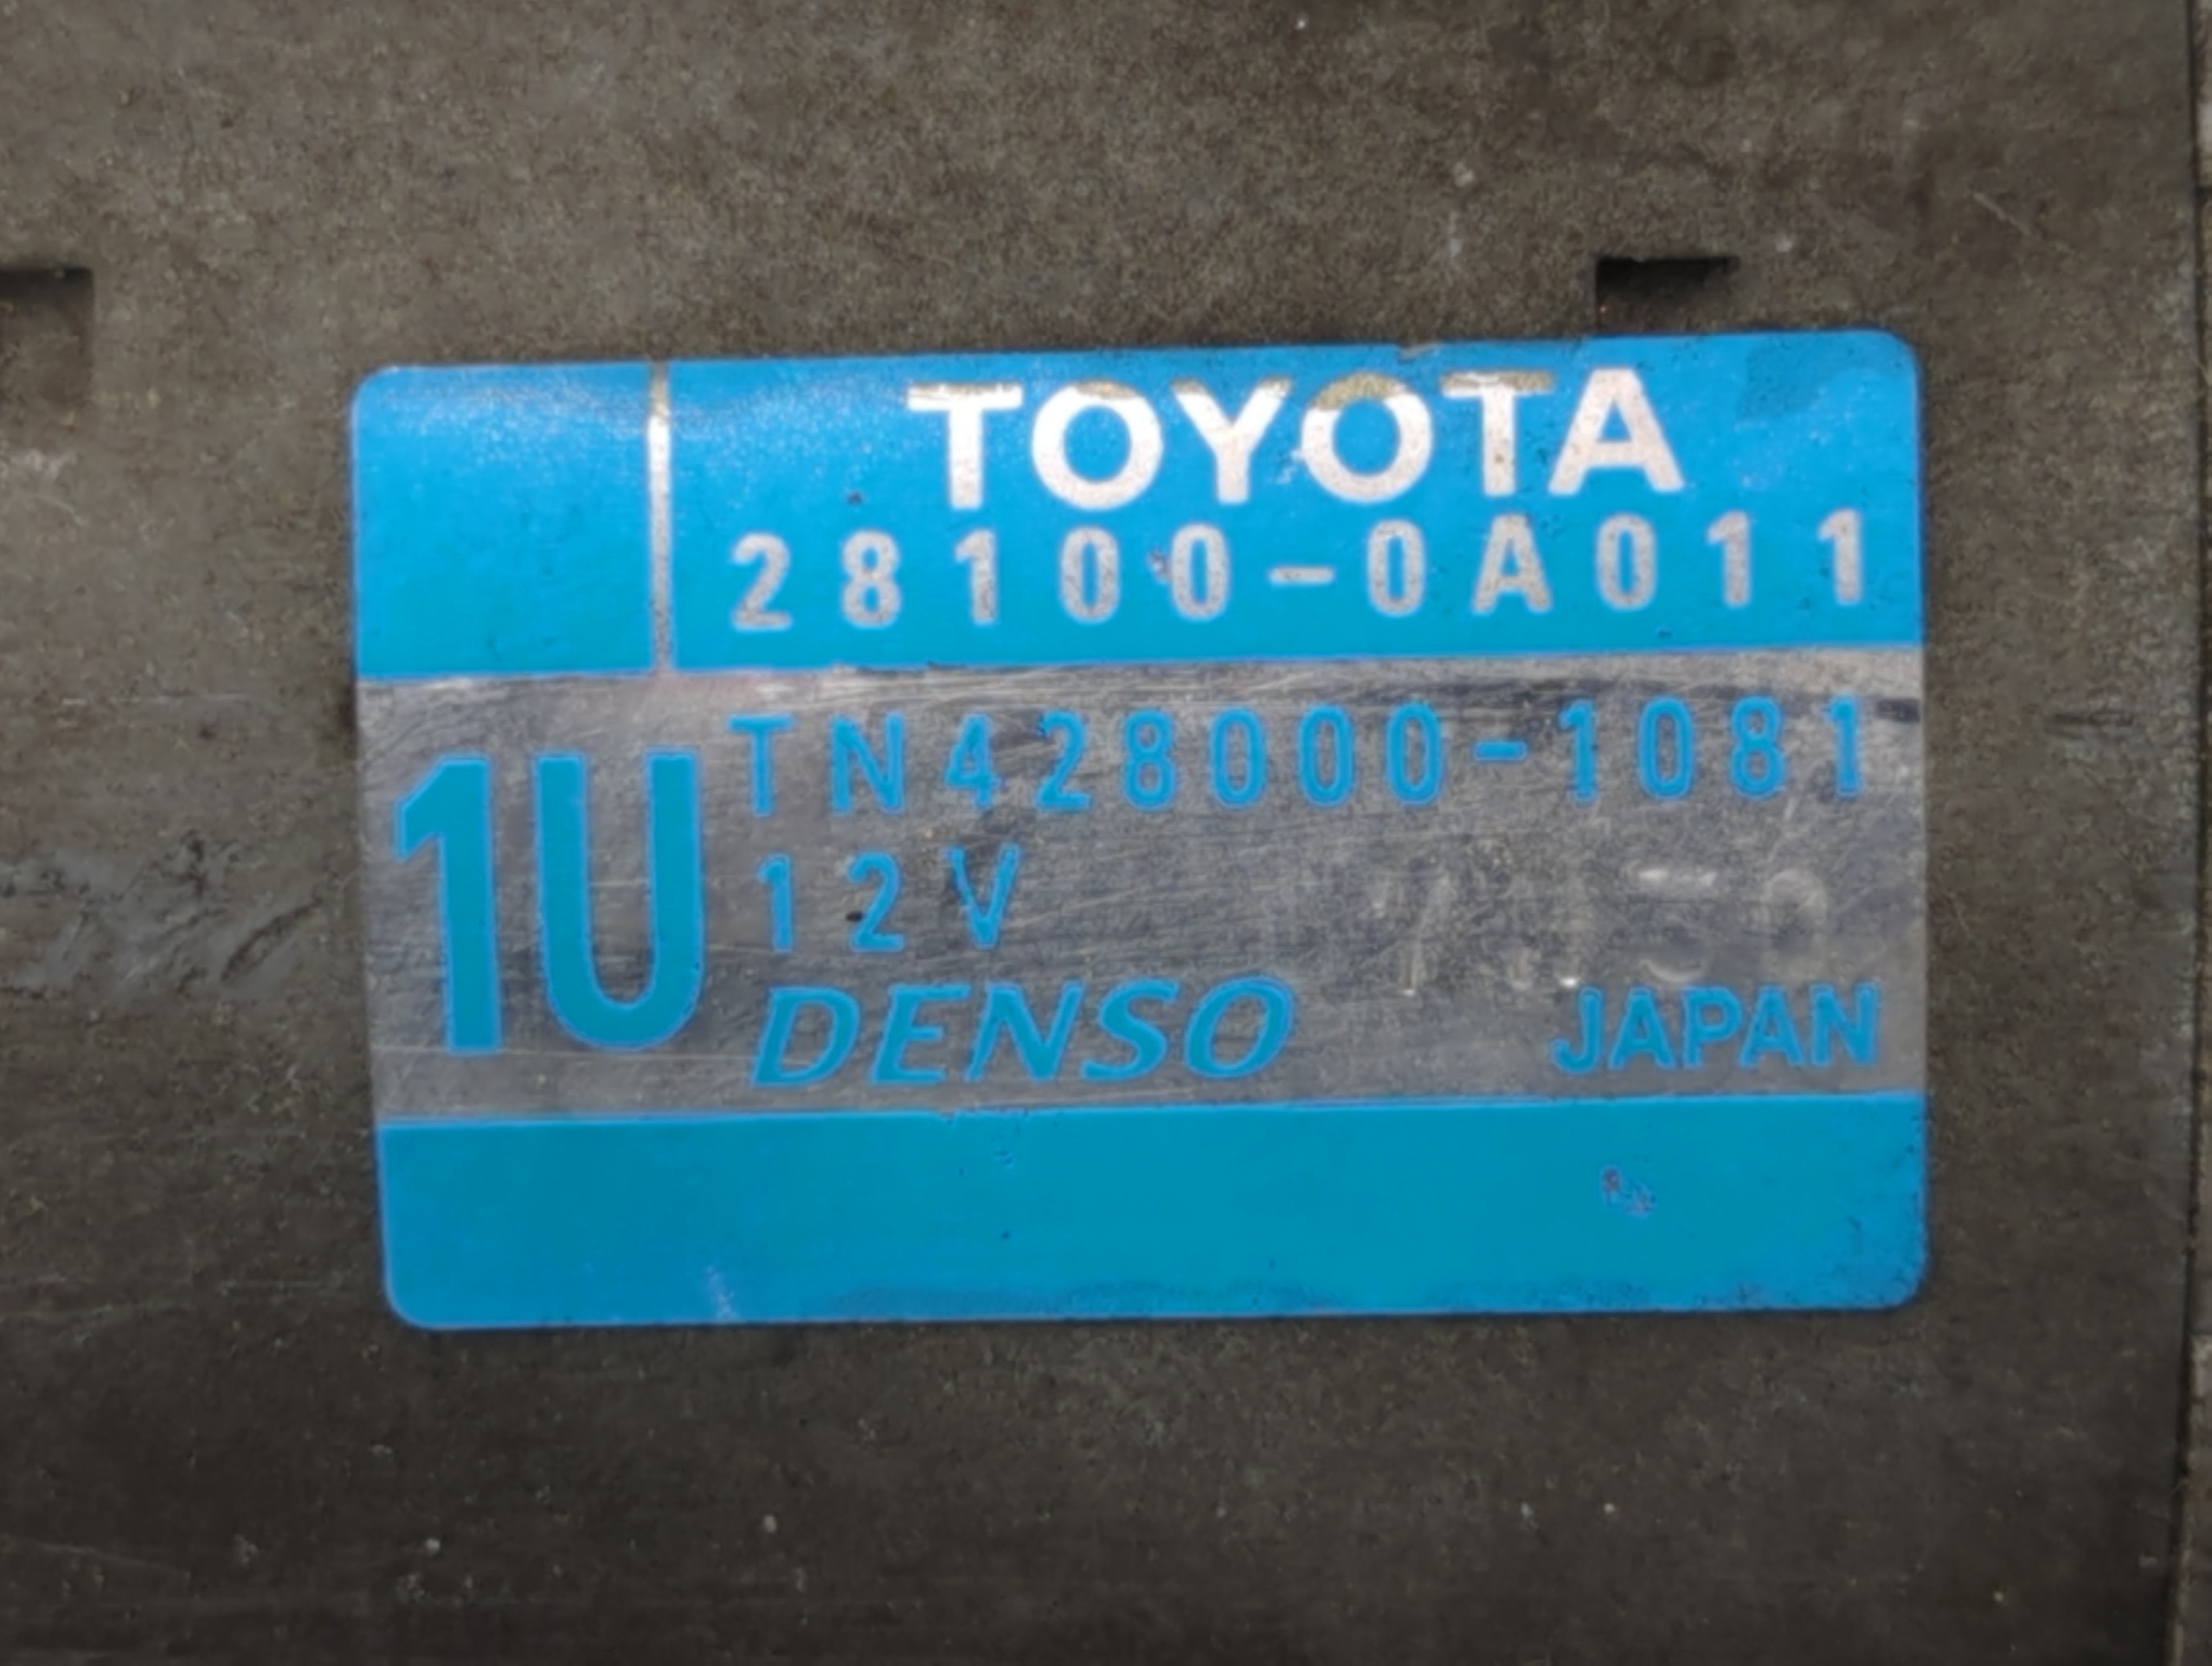 TOYOTA
28100-0A011
1U
TN428000-1081
12V
DENSO JAPAN